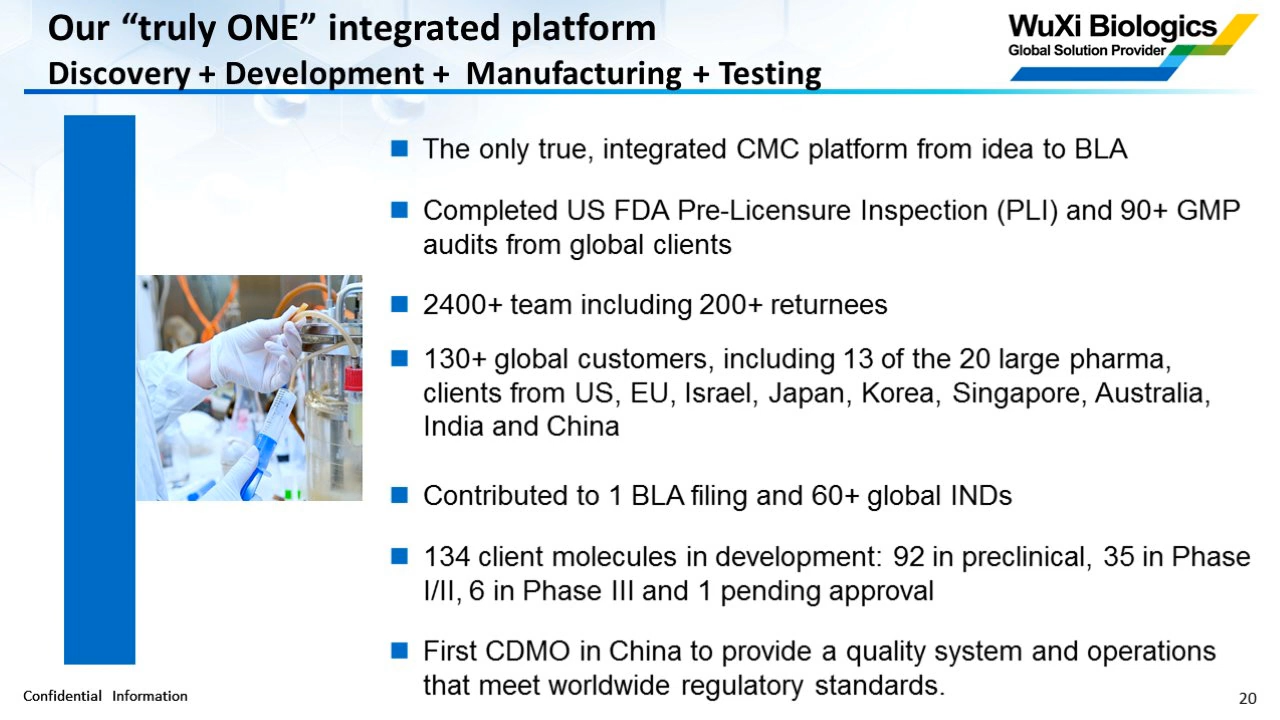 Our “truly ONE” integrated platform
Discovery + Development + Manufacturing + Testing
WuXi Biologics
Global Solution Provider
The only true, integrated CMC platform from idea to BLA
Completed US FDA Pre-Licensure Inspection (PLI) and 90+ GMP
audits from global clients
2400+ team including 200+ returnees
130+ global customers, including 13 of the 20 large pharma,
clients from US, EU, Israel, Japan, Korea, Singapore, Australia,
India and China
Contributed to 1 BLA filing and 60+ global INDs
134 client molecules in development: 92 in preclinical, 35 in Phase
I/II, 6 in Phase III and 1 pending approval
First CDMO in China to provide a quality system and operations
that meet worldwide regulatory standards.
Confidential Information
20